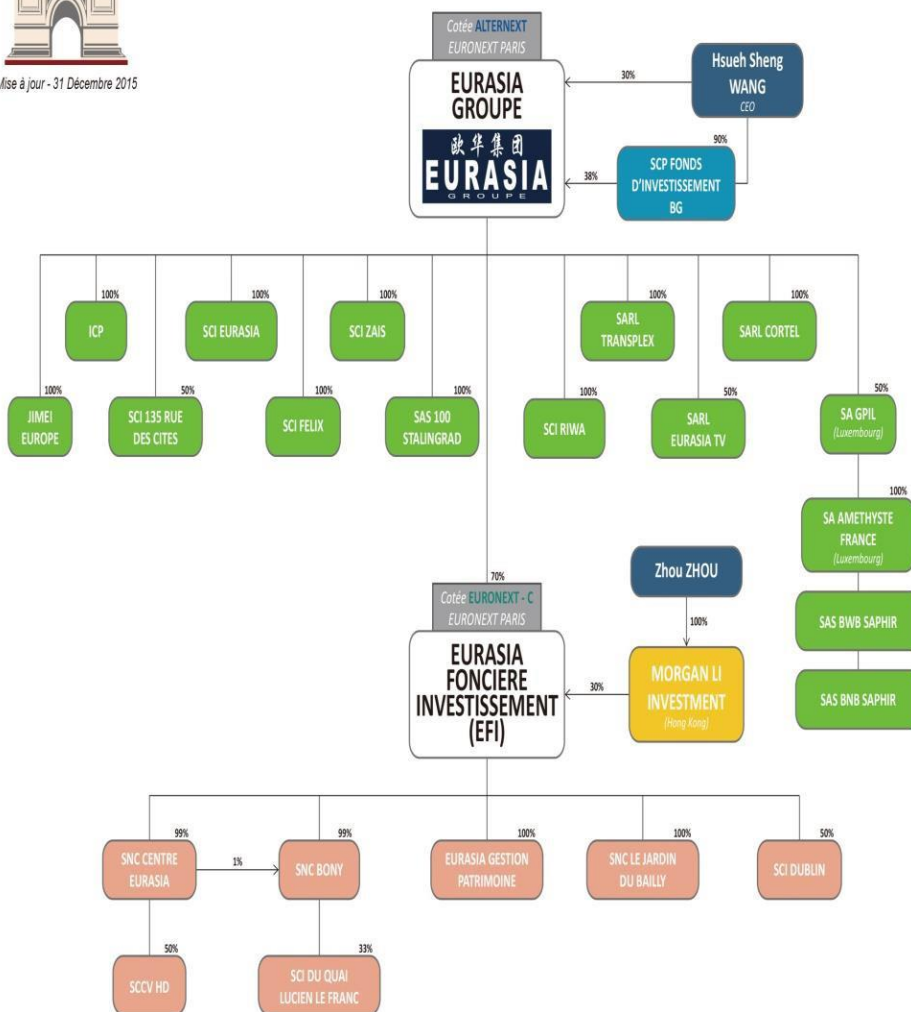 Mise à jour - 31 Décembre 2015
Cotée ALTERNEXT
EURONEXT PARIS
EURASIA
GROUPE
欧华集团
EURASIA
GROUPE
30%
Hsueh Sheng
WANG
CEO
90%
38%
SCP FONDS
D'INVESTISSEMENT
BG
100%
ICP
100%
SCI EURASIA
100%
SCI ZAIS
100%
SARL
TRANSPLEX
100%
SARL CORTEL
100%
JIMEI
EUROPE
50%
SCI 135 RUE
DES CITES
100%
SCI FELIX
100%
SAS 100
STALINGRAD
100%
SCI RIWA
50%
SARL
EURASIA TV
50%
SA GPIL
(Luxembourg)
100%
SA AMETHYSTE
FRANCE
(Luxembourg)
SAS BWB SAPHIR
SAS BNB SAPHIR
70%
Cotée EURONEXT - C
EURONEXT PARIS
EURASIA
FONCIERE
INVESTISSEMENT
(EFI)
Zhou ZHOU
100%
30%
MORGAN LI
INVESTMENT
(Hong Kong)
99%
SNC CENTRE
EURASIA
1%
99%
SNC BONY
100%
EURASIA GESTION
PATRIMOINE
100%
SNC LE JARDIN
DU BAILLY
50%
SCI DUBLIN
50%
SCCV HD
33%
SCI DU QUAI
LUCIEN LE FRANC